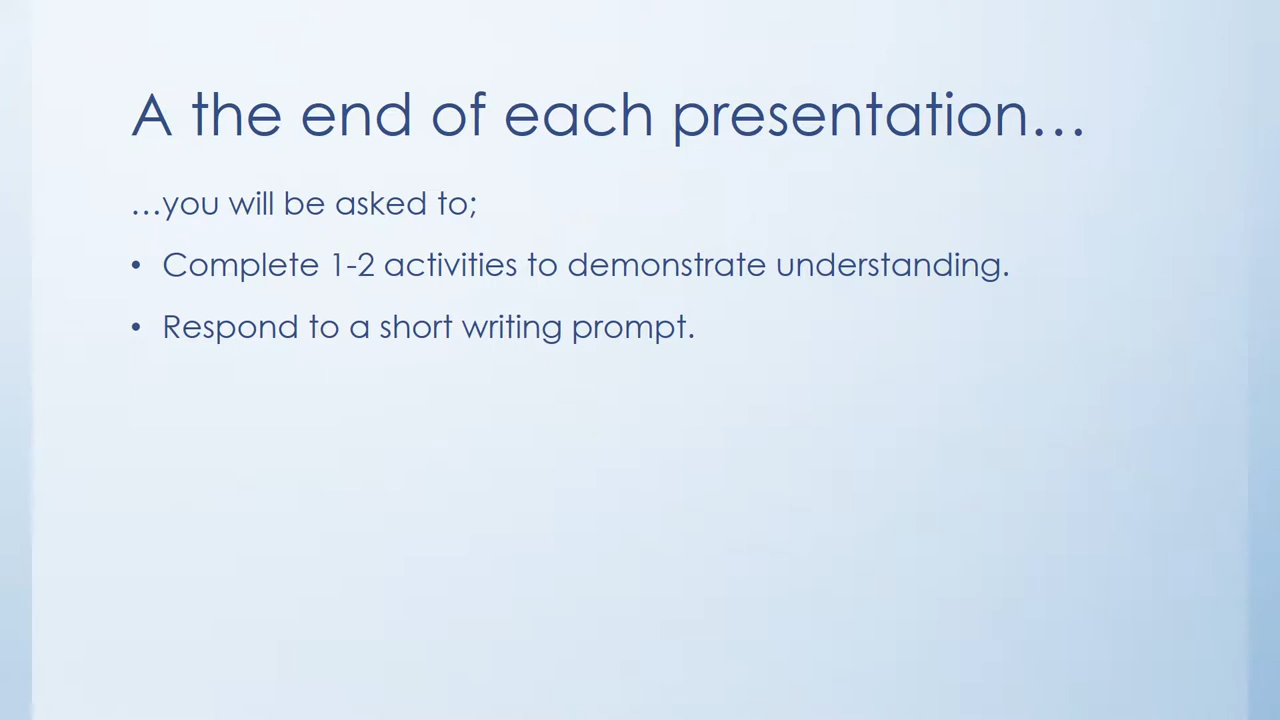 A the end of each presentation…
…you will be asked to;
• Complete 1-2 activities to demonstrate understanding.
• Respond to a short writing prompt.